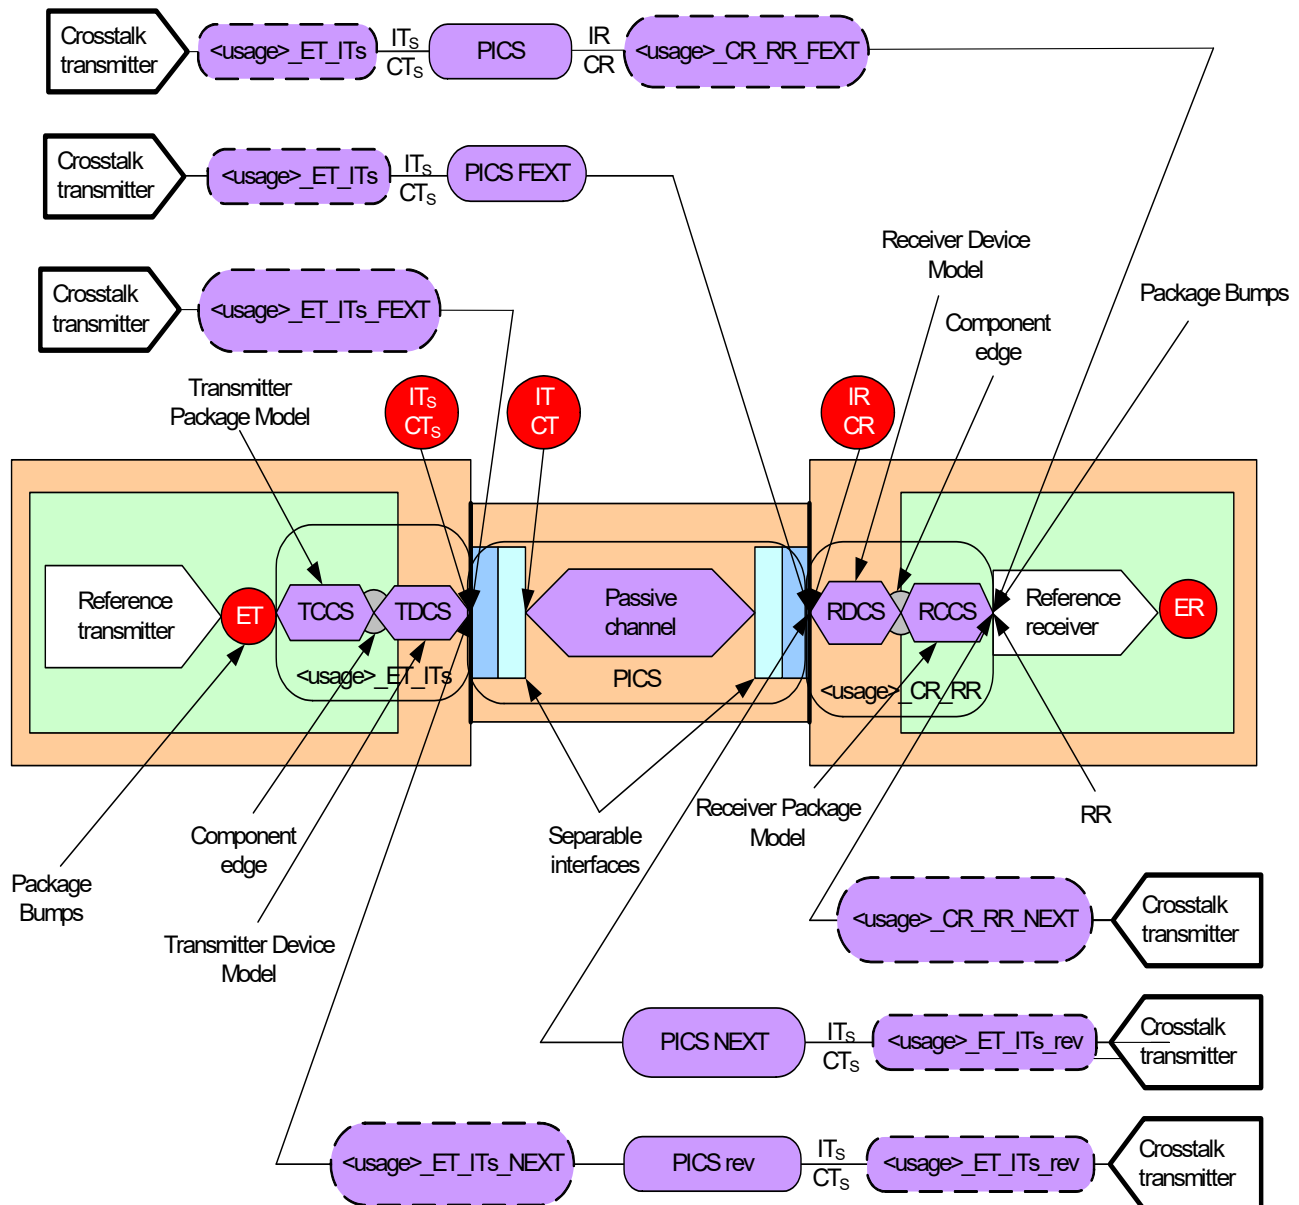 Crosstalk
transmitter
<usage>_ET_ITs
ITS
CTS
PICS
IR
CR
<usage>_CR_RR_FEXT
Crosstalk
transmitter
<usage>_ET_ITs
ITS
CTS
PICS FEXT
Crosstalk
transmitter
<usage>_ET_ITs_FEXT
Receiver Device
Model
Package Bumps
Component
edge
Transmitter
Package Model
ITS
CTS
IT
CT
IR
CR
Reference
transmitter
ET
TCCS
TDCS
<usage>_ET_ITs
Passive
channel
PICS
RDCS
RCCS
<usage>_CR_RR
Reference
receiver
ER
Package
Bumps
Component
edge
Transmitter Device
Model
Separable
interfaces
Receiver Package
Model
RR
<usage>_CR_RR_NEXT
Crosstalk
transmitter
PICS NEXT
ITS
CTS
<usage>_ET_ITs_rev
Crosstalk
transmitter
<usage>_ET_ITs_NEXT
PICS rev
ITS
CTS
<usage>_ET_ITs_rev
Crosstalk
transmitter